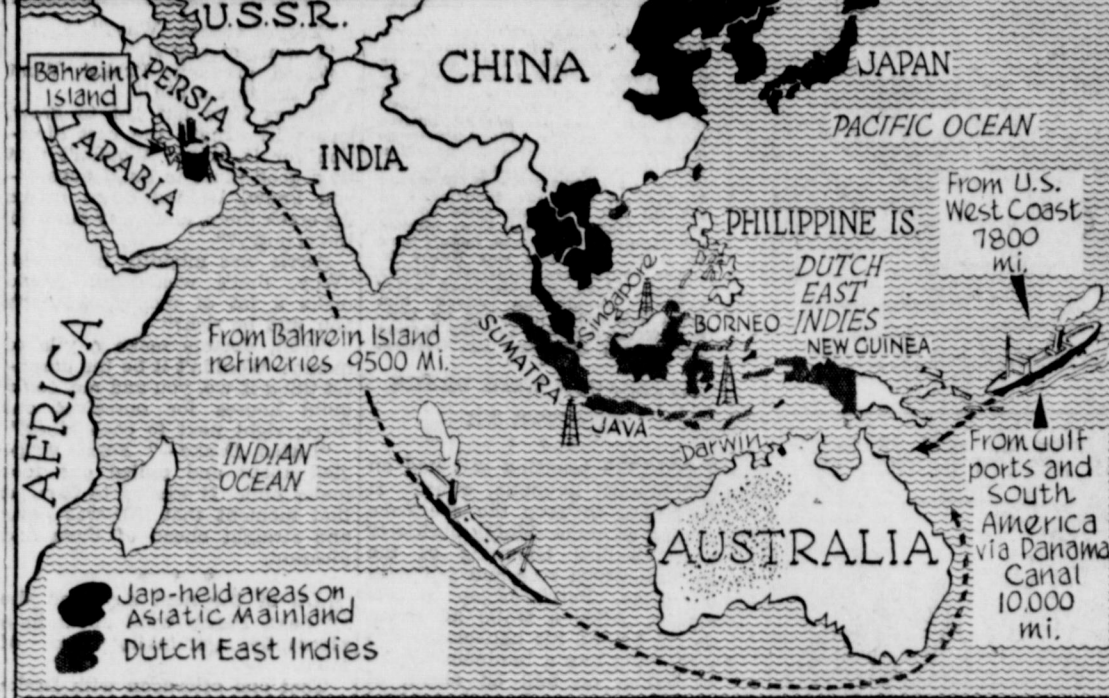 U.S.S.R.
CHINA
JAPAN
PACIFIC OCEAN
Bahrein
Island
PERSIA
ARABIA
INDIA
From U.S.
West Coast
7800
mi.
PHILIPPINE IS.
DUTCH
EAST
INDIES
Singapore
BORNEO
NEW GUINEA
SUMATRA
JAVA
Darwin
From Bahrein Island
refineries 9500 Mi.
AFRICA
INDIAN
OCEAN
AUSTRALIA
From Gulf
ports and
South
America
via Panama
Canal
10,000
mi.
Jap-held areas on
Asiatic Mainland
Dutch East Indies